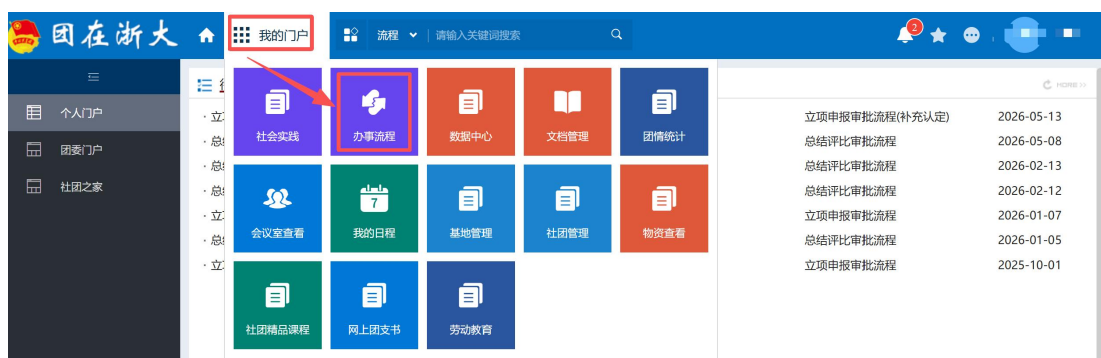 团在浙大
我的门户
流程
请输入关键词搜索
2
个人门户
团委门户
社团之家
MORE>>
社会实践
办事流程
数据中心
文档管理
团情统计
会议室查看
7
我的日程
基地管理
社团管理
物资查看
社团精品课程
网上团支书
劳动教育
· 立
· 总
· 总
· 总
· 立
· 总
· 立
立项申报审批流程(补充认定) 2026-05-13
总结评比审批流程 2026-05-08
总结评比审批流程 2026-02-13
总结评比审批流程 2026-02-12
立项申报审批流程 2026-01-07
总结评比审批流程 2026-01-05
立项申报审批流程 2025-10-01